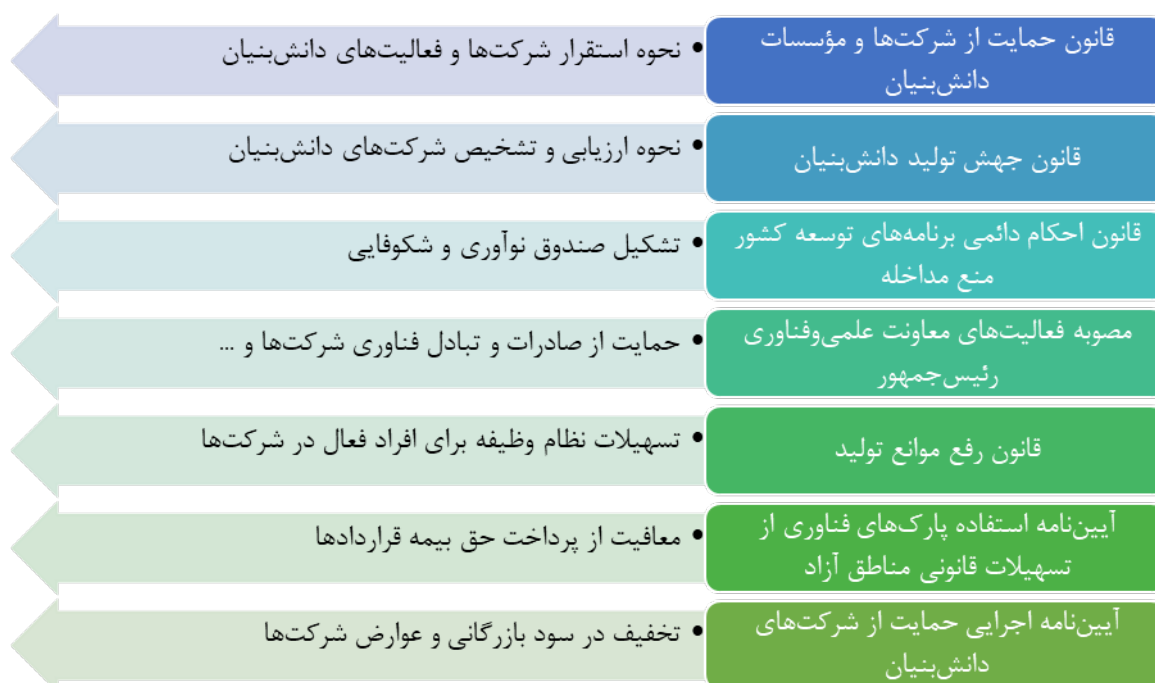 قانون حمایت از شرکت‌ها و مؤسسات
دانش‌بنیان
• نحوه استقرار شرکت‌ها و فعالیت‌های دانش‌بنیان
قانون جهش تولید دانش‌بنیان
• نحوه ارزیابی و تشخیص شرکت‌های دانش‌بنیان
قانون احکام دائمی برنامه‌های توسعه کشور
منع مداخله
• تشکیل صندوق نوآوری و شکوفایی
مصوبه فعالیت‌های معاونت علمی‌وفناوری
رئیس‌جمهور
• حمایت از صادرات و تبادل فناوری شرکت‌ها و ...
قانون رفع موانع تولید
• تسهیلات نظام وظیفه برای افراد فعال در شرکت‌ها
آیین‌نامه استفاده پارک‌های فناوری از
تسهیلات قانونی مناطق آزاد
• معافیت از پرداخت حق بیمه قراردادها
آیین‌نامه اجرایی حمایت از شرکت‌های
دانش‌بنیان
• تخفیف در سود بازرگانی و عوارض شرکت‌ها